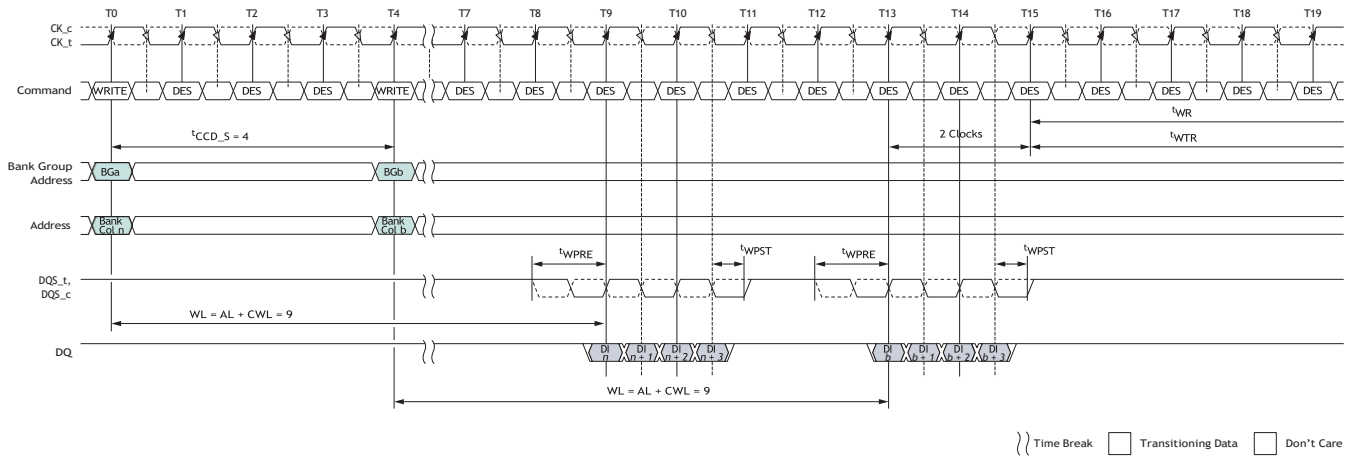 T0 T1 T2 T3 T4 T7 T8 T9 T10 T11 T12 T13 T14 T15 T16 T17 T18 T19
CK_c
CK_t
Command WRITE DES DES DES WRITE DES DES DES DES DES DES DES DES DES DES DES DES DES
tWR
tCCD_S = 4 2 Clocks tWTR
Bank Group
Address
BGa BGb
Address
Bank
Col n
Bank
Col b
tWPRE tWPST tWPRE tWPST
DQS_t,
DQS_c
WL = AL + CWL = 9
DQ
DI
n
DI
n + 1
DI
n + 2
DI
n + 3
DI
b
DI
b + 1
DI
b + 2
DI
b + 3
WL = AL + CWL = 9
Time Break Transitioning Data Don't Care